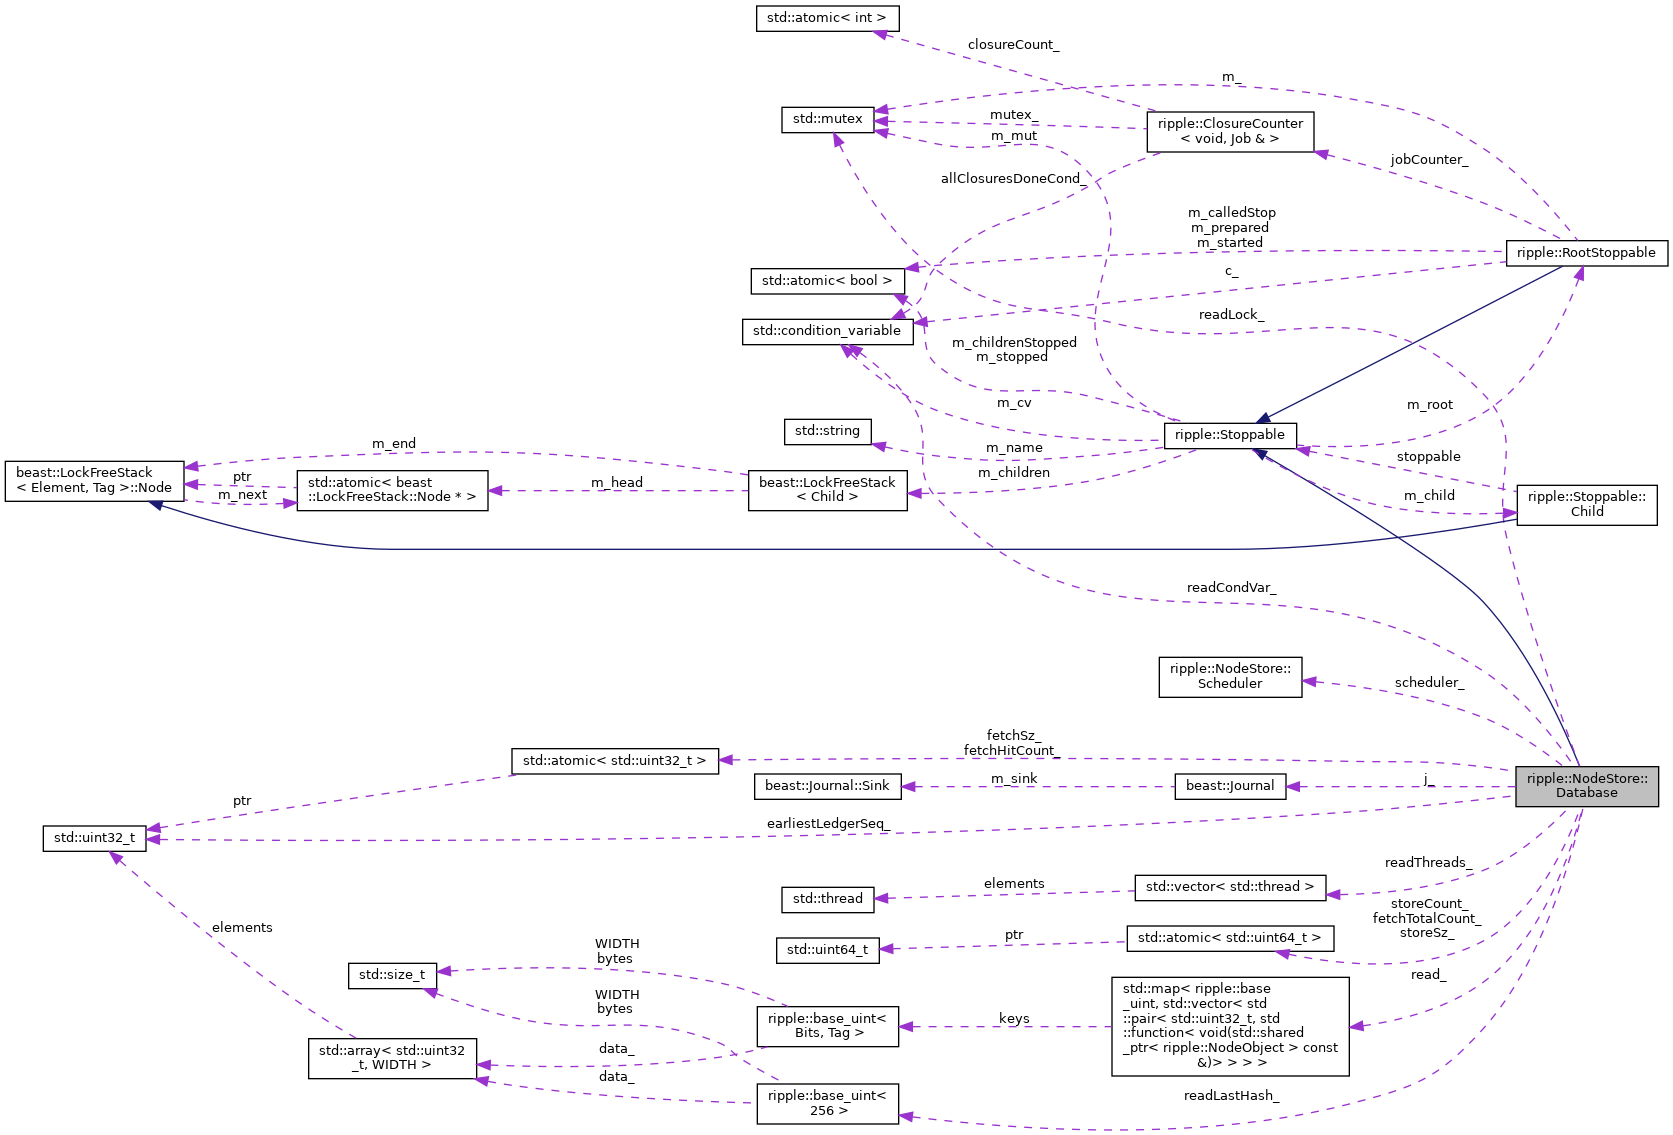 std::atomic< int >
closureCount_
m_
std::mutex
mutex_
m_mut
ripple::ClosureCounter
< void, Job & >
jobCounter_
allClosuresDoneCond_
m_calledStop
m_prepared
m_started
ripple::RootStoppable
std::atomic< bool >
c_
readLock_
std::condition_variable
m_childrenStopped
m_stopped
m_cv
m_root
std::string
m_name
ripple::Stoppable
m_end
stoppable
beast::LockFreeStack
< Element, Tag >::Node
ptr
m_next
std::atomic< beast
::LockFreeStack::Node * >
m_head
beast::LockFreeStack
< Child >
m_children
m_child
ripple::Stoppable::
Child
readCondVar_
ripple::NodeStore::
Scheduler
scheduler_
fetchSz_
fetchHitCount_
std::atomic< std::uint32_t >
beast::Journal::Sink
m_sink
beast::Journal
j_
ripple::NodeStore::
Database
ptr
std::uint32_t
earliestLedgerSeq_
readThreads_
std::thread
elements
std::vector< std::thread >
storeCount_
fetchTotalCount_
storeSz_
elements
std::uint64_t
ptr
std::atomic< std::uint64_t >
WIDTH
bytes
std::size_t
read_
WIDTH
bytes
ripple::base_uint<
Bits, Tag >
keys
std::map< ripple::base
_uint, std::vector< std
::pair< std::uint32_t, std
::function< void(std::shared
_ptr< ripple::NodeObject > const
&)> > > >
std::array< std::uint32
_t, WIDTH >
data_
data_
ripple::base_uint<
256 >
readLastHash_